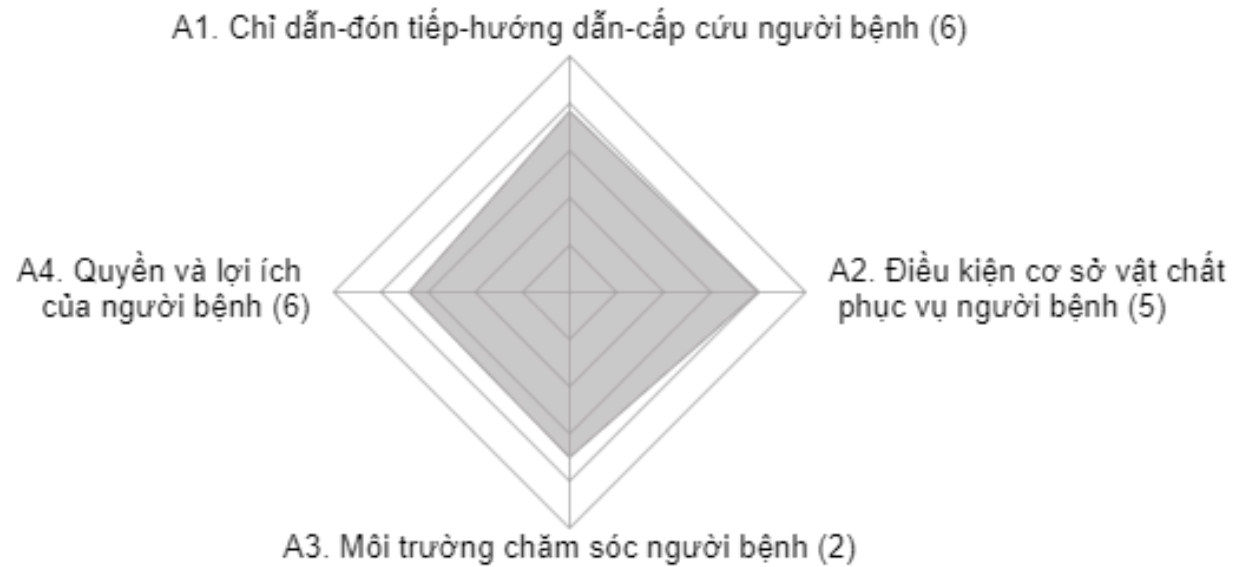 A1. Chỉ dẫn-đón tiếp-hướng dẫn-cấp cứu người bệnh (6)
A4. Quyền và lợi ích
của người bệnh (6)
A2. Điều kiện cơ sở vật chất
phục vụ người bệnh (5)
A3. Môi trường chăm sóc người bệnh (2)